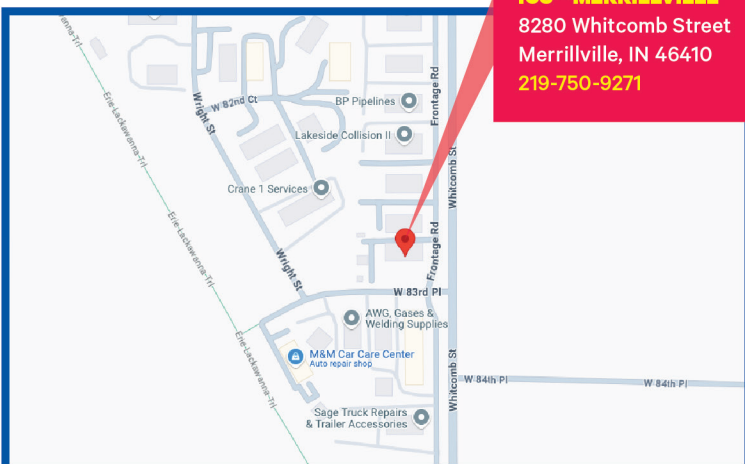 MERRILLVILLE
8280 Whitcomb Street
Merrillville, IN 46410
219-750-9271
Erie-Lackawanna-Trl
W 82nd Ct
Wright St
BP Pipelines
Frontage Rd
Lakeside Collision II
Whitcomb St
Crane 1 Services
Erie-Lackawanna-Trl
Wright St
Frontage Rd
W 83rd Pl
AWG, Gases &
Welding Supplies
M&M Car Care Center
Auto repair shop
Erie-Lackawanna-Trl
Whitcomb St
W 84th Pl
W 84th Pl
Sage Truck Repairs
& Trailer Accessories